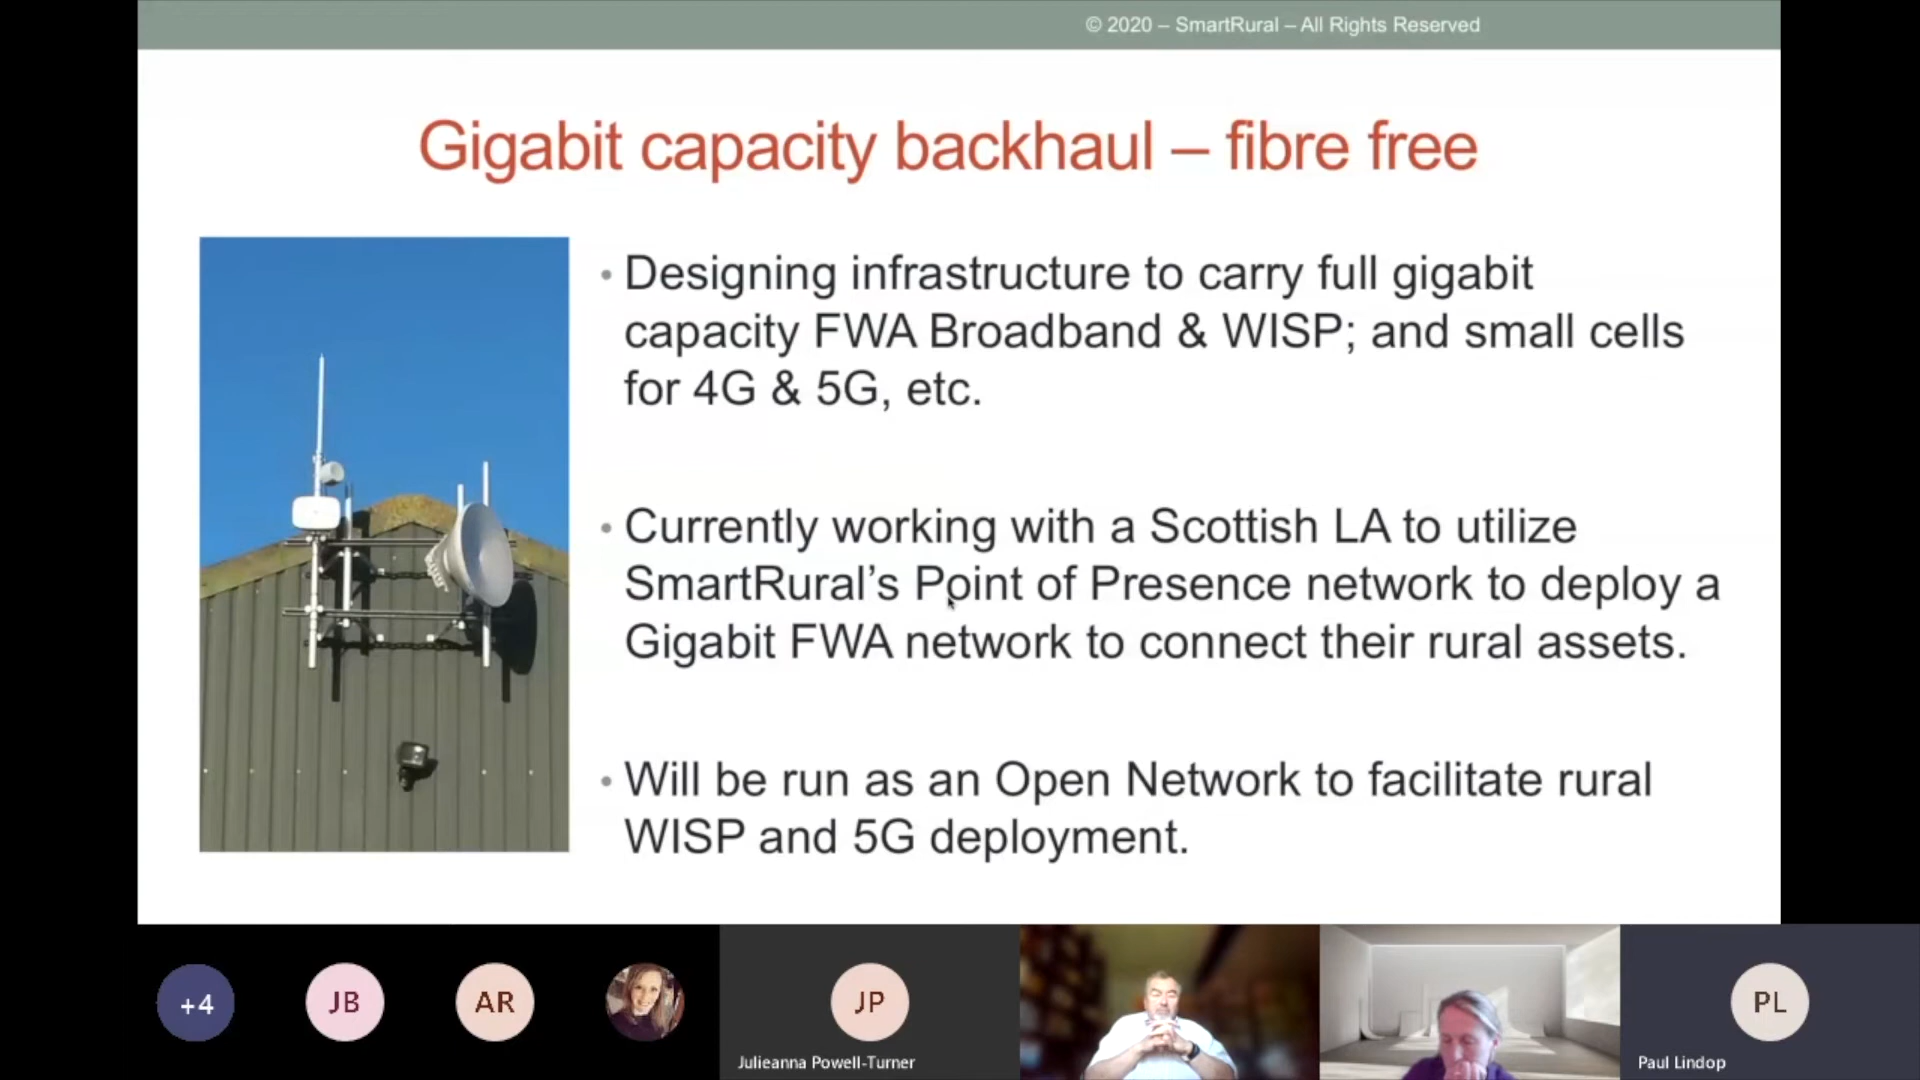 © 2020 – SmartRural – All Rights Reserved
Gigabit capacity backhaul – fibre free
• Designing infrastructure to carry full gigabit
capacity FWA Broadband & WISP; and small cells
for 4G & 5G, etc.
• Currently working with a Scottish LA to utilize
SmartRural’s Point of Presence network to deploy a
Gigabit FWA network to connect their rural assets.
• Will be run as an Open Network to facilitate rural
WISP and 5G deployment.
+4
JB
AR
JP
PL
Julieanna Powell-Turner
Paul Lindop